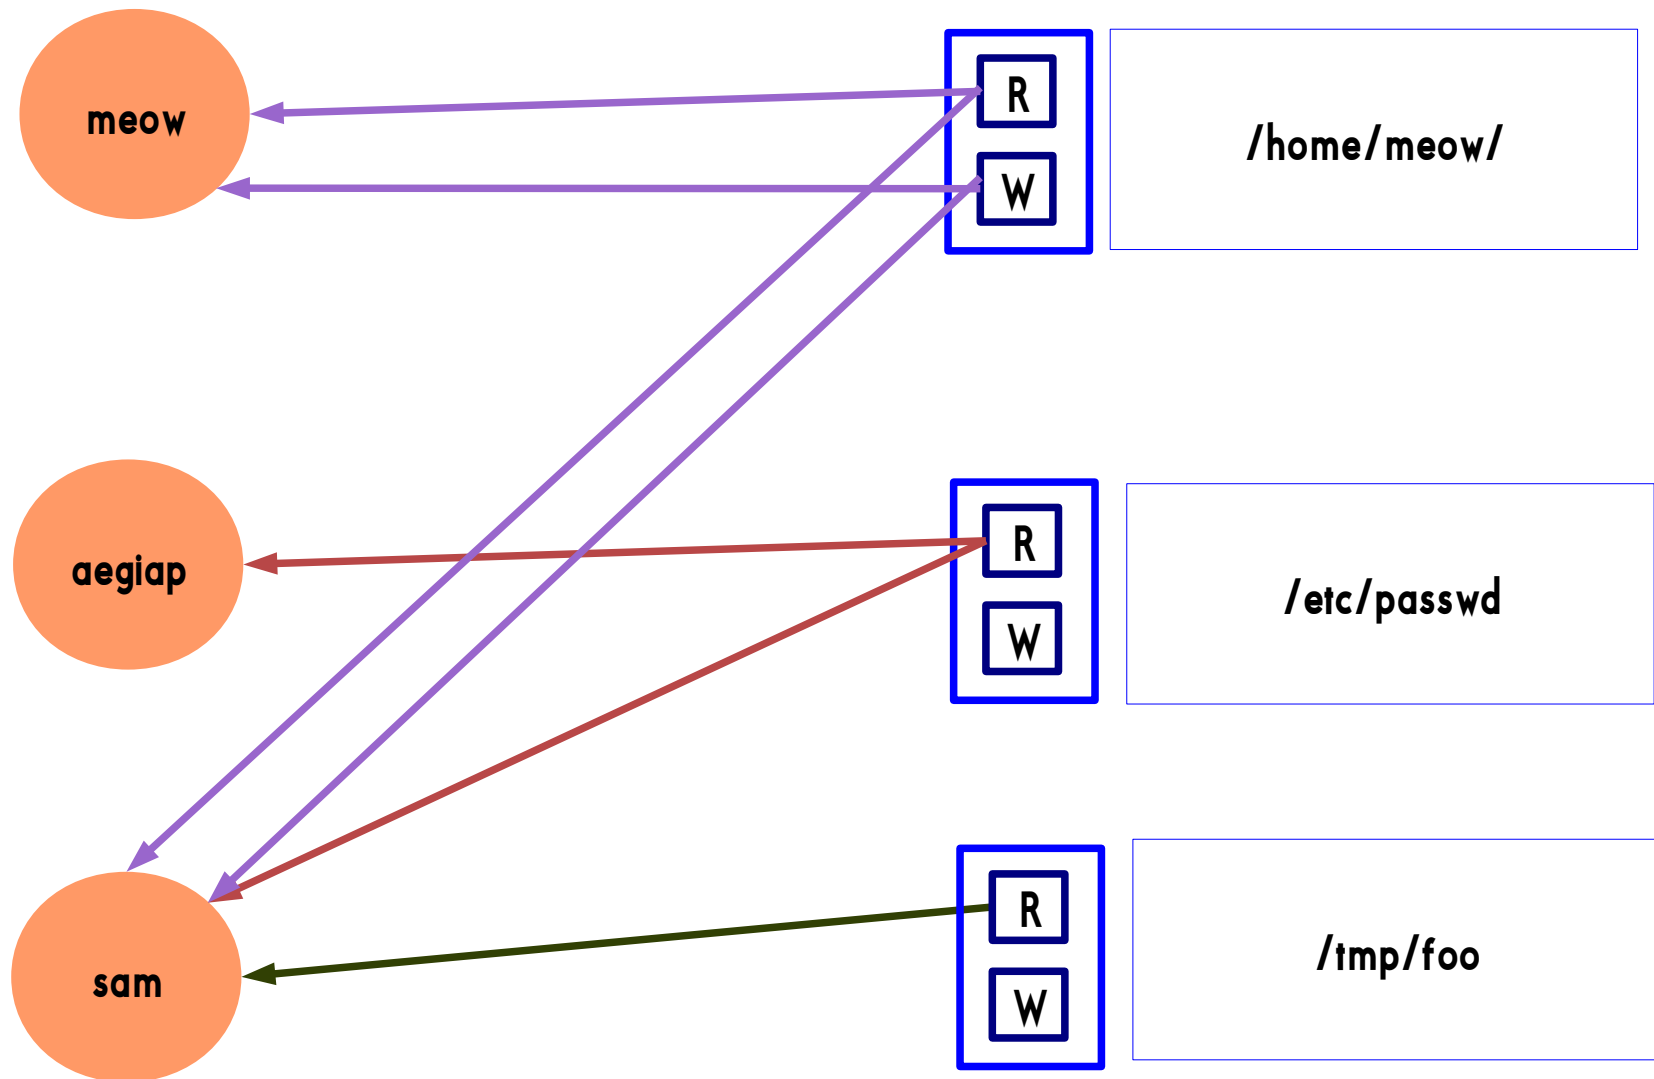 meow
R
W
/home/meow/
aegiap
R
W
/etc/passwd
sam
R
W
/tmp/foo